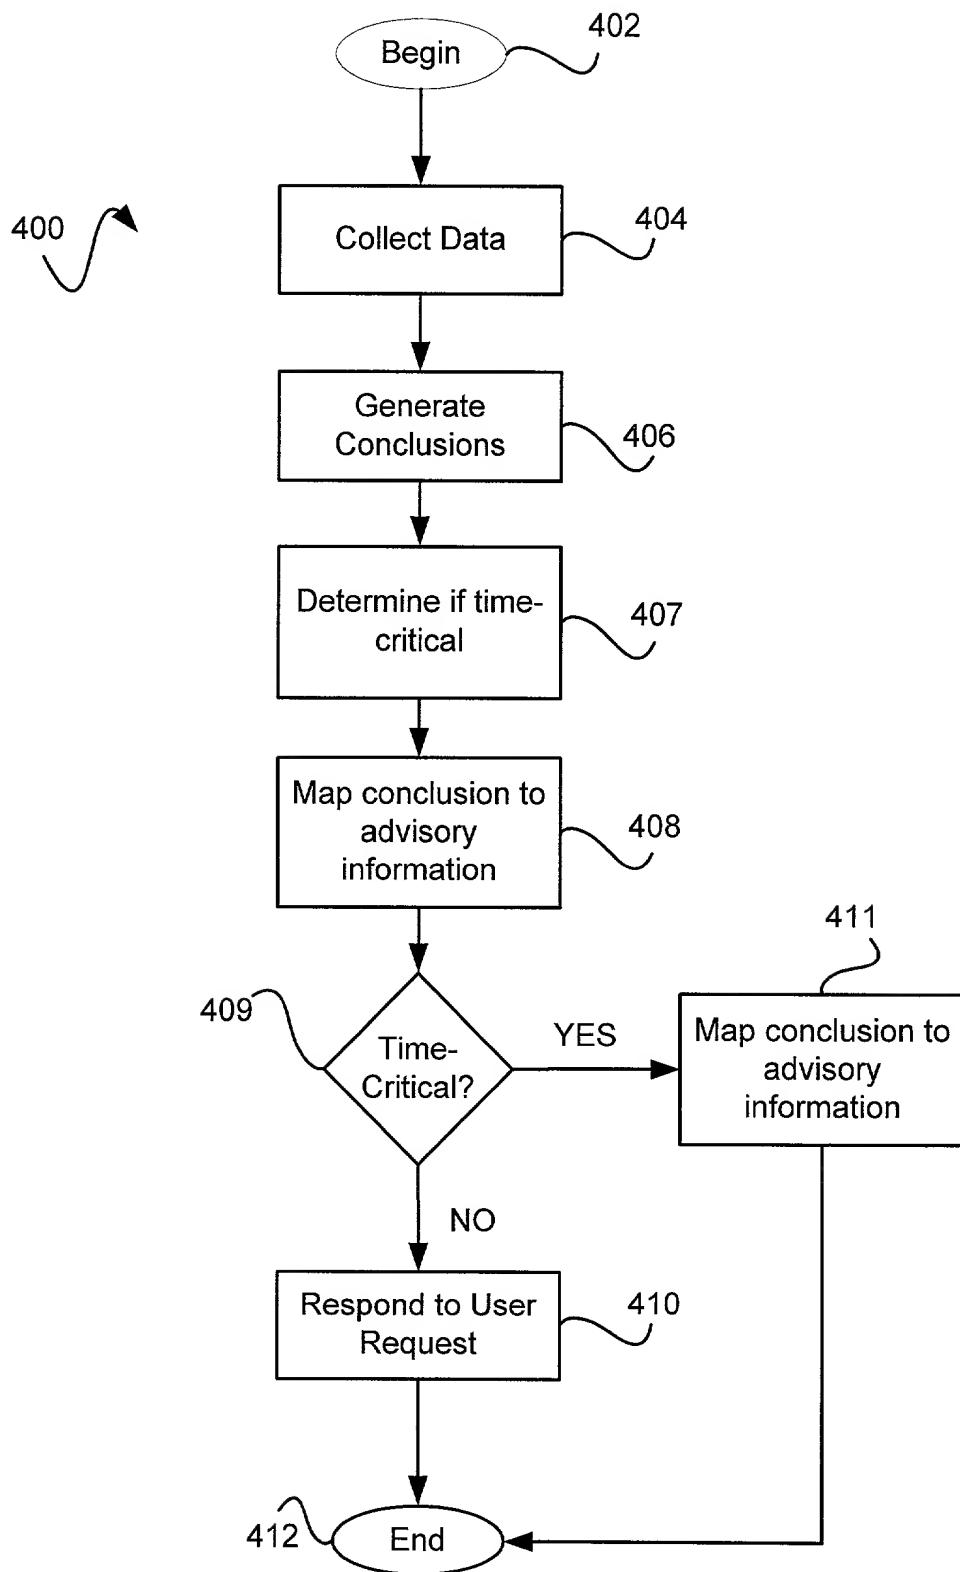 Begin
402
400
Collect Data
404
Generate
Conclusions
406
Determine if time-
critical
407
Map conclusion to
advisory
information
408
411
409
Time-
Critical?
YES
Map conclusion to
advisory
information
NO
Respond to User
Request
410
412
End